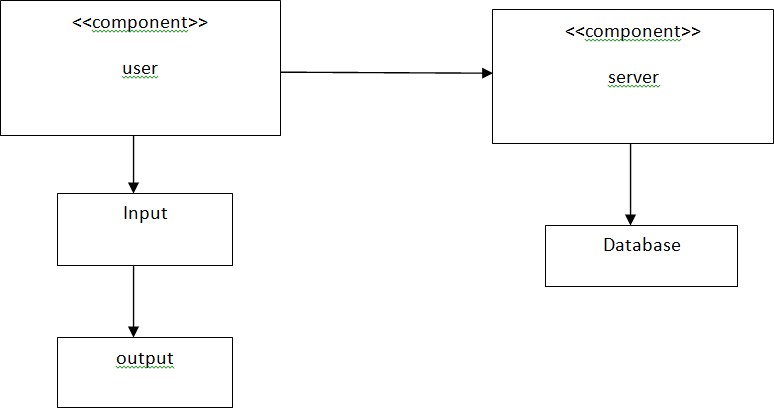 <<component>>
user
<<component>>
server
Input
Database
output